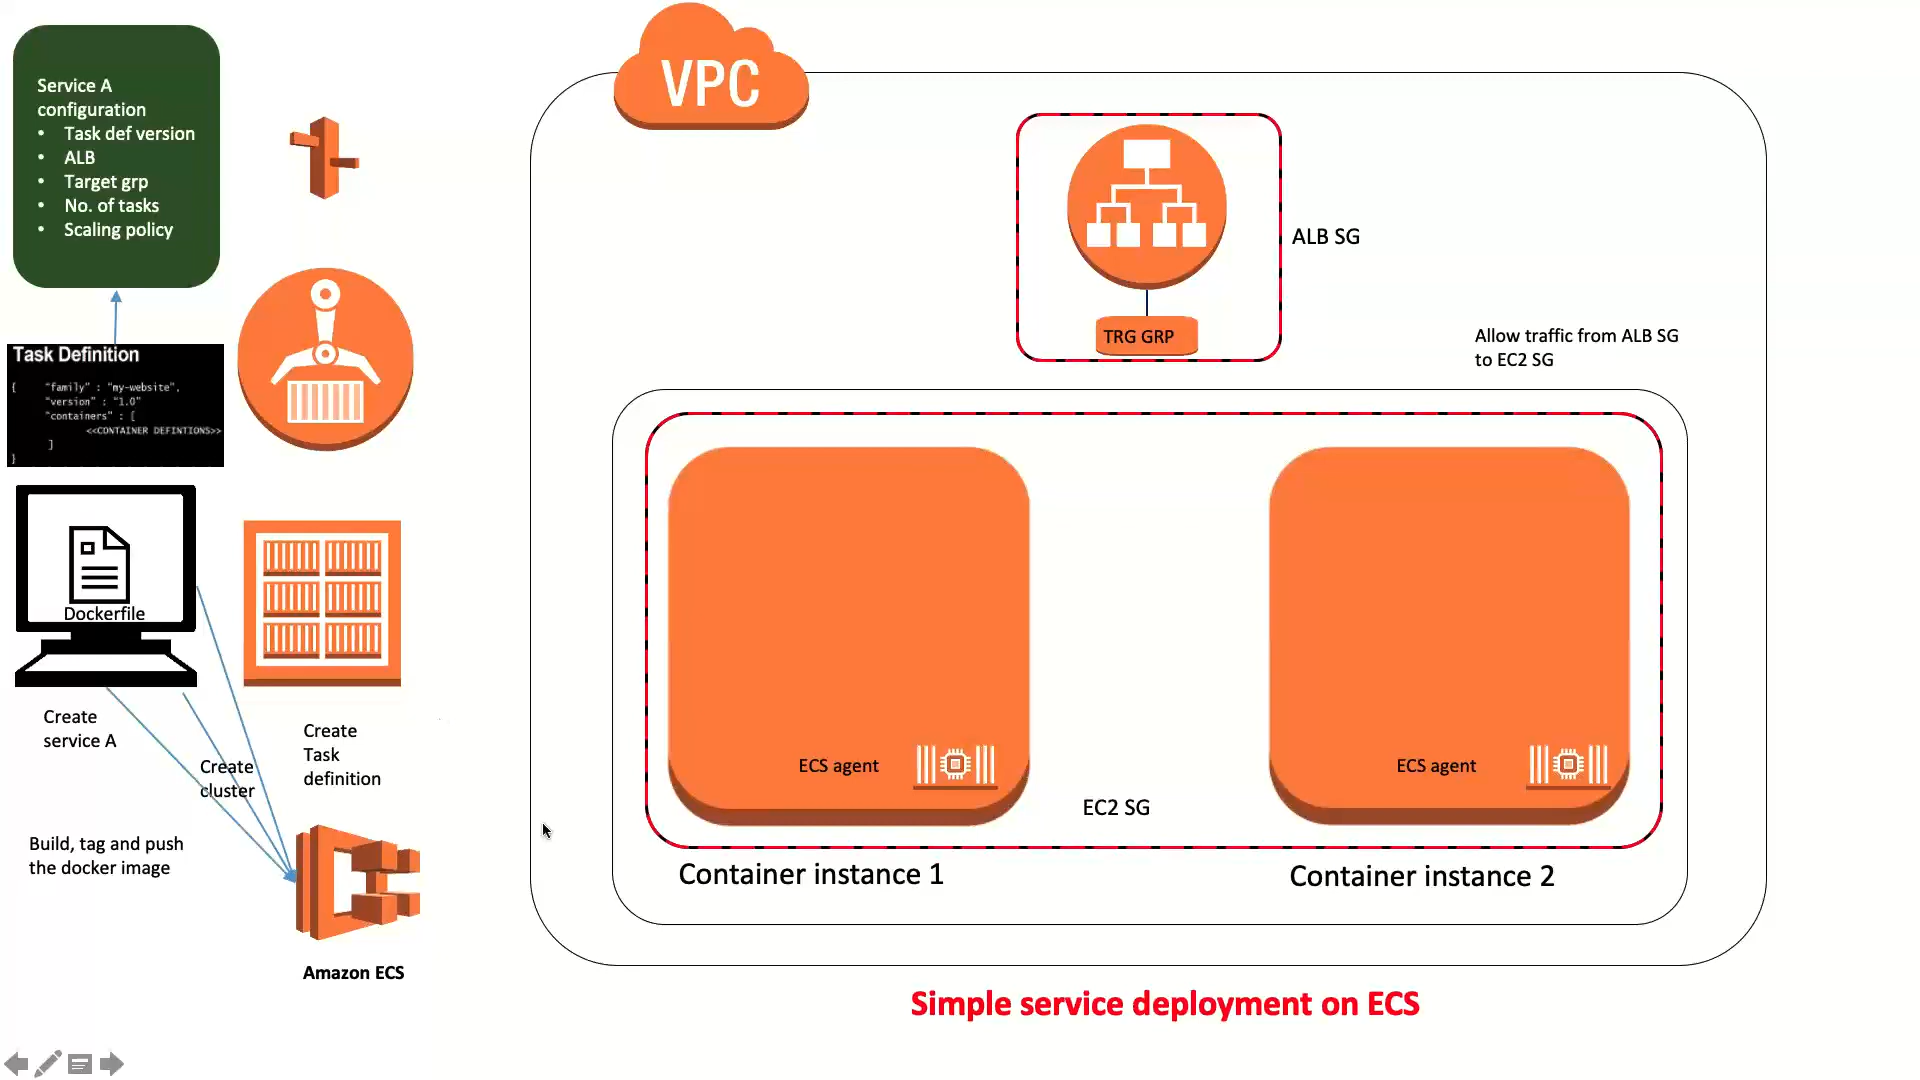 Service A
configuration
• Task def version
• ALB
• Target grp
• No. of tasks
• Scaling policy
VPC
ALB SG
TRG GRP
Allow traffic from ALB SG
to EC2 SG
Task Definition
{ "family" : "my-website",
"version" : "1.0"
"containers" : [
<<CONTAINER DEFINTIONS>>
]
}
Dockerfile
Create
service A
Create
cluster
Create
Task
definition
Build, tag and push
the docker image
Amazon ECS
ECS agent
ECS agent
EC2 SG
Container instance 1
Container instance 2
Simple service deployment on ECS